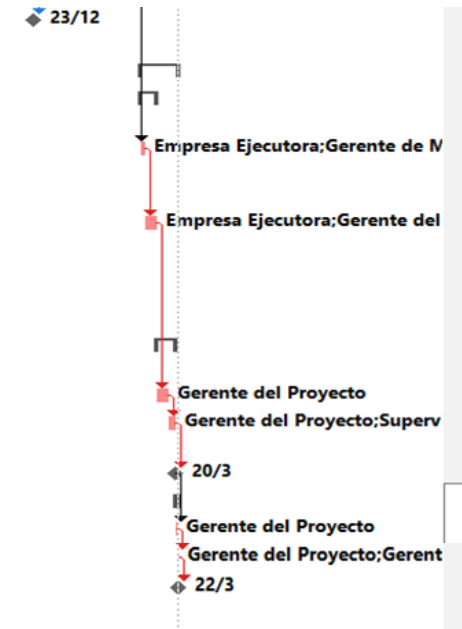 23/12
Empresa Ejecutora;Gerente de M
Empresa Ejecutora;Gerente del
Gerente del Proyecto
Gerente del Proyecto;Superv
20/3
Gerente del Proyecto
Gerente del Proyecto;Gerent
22/3